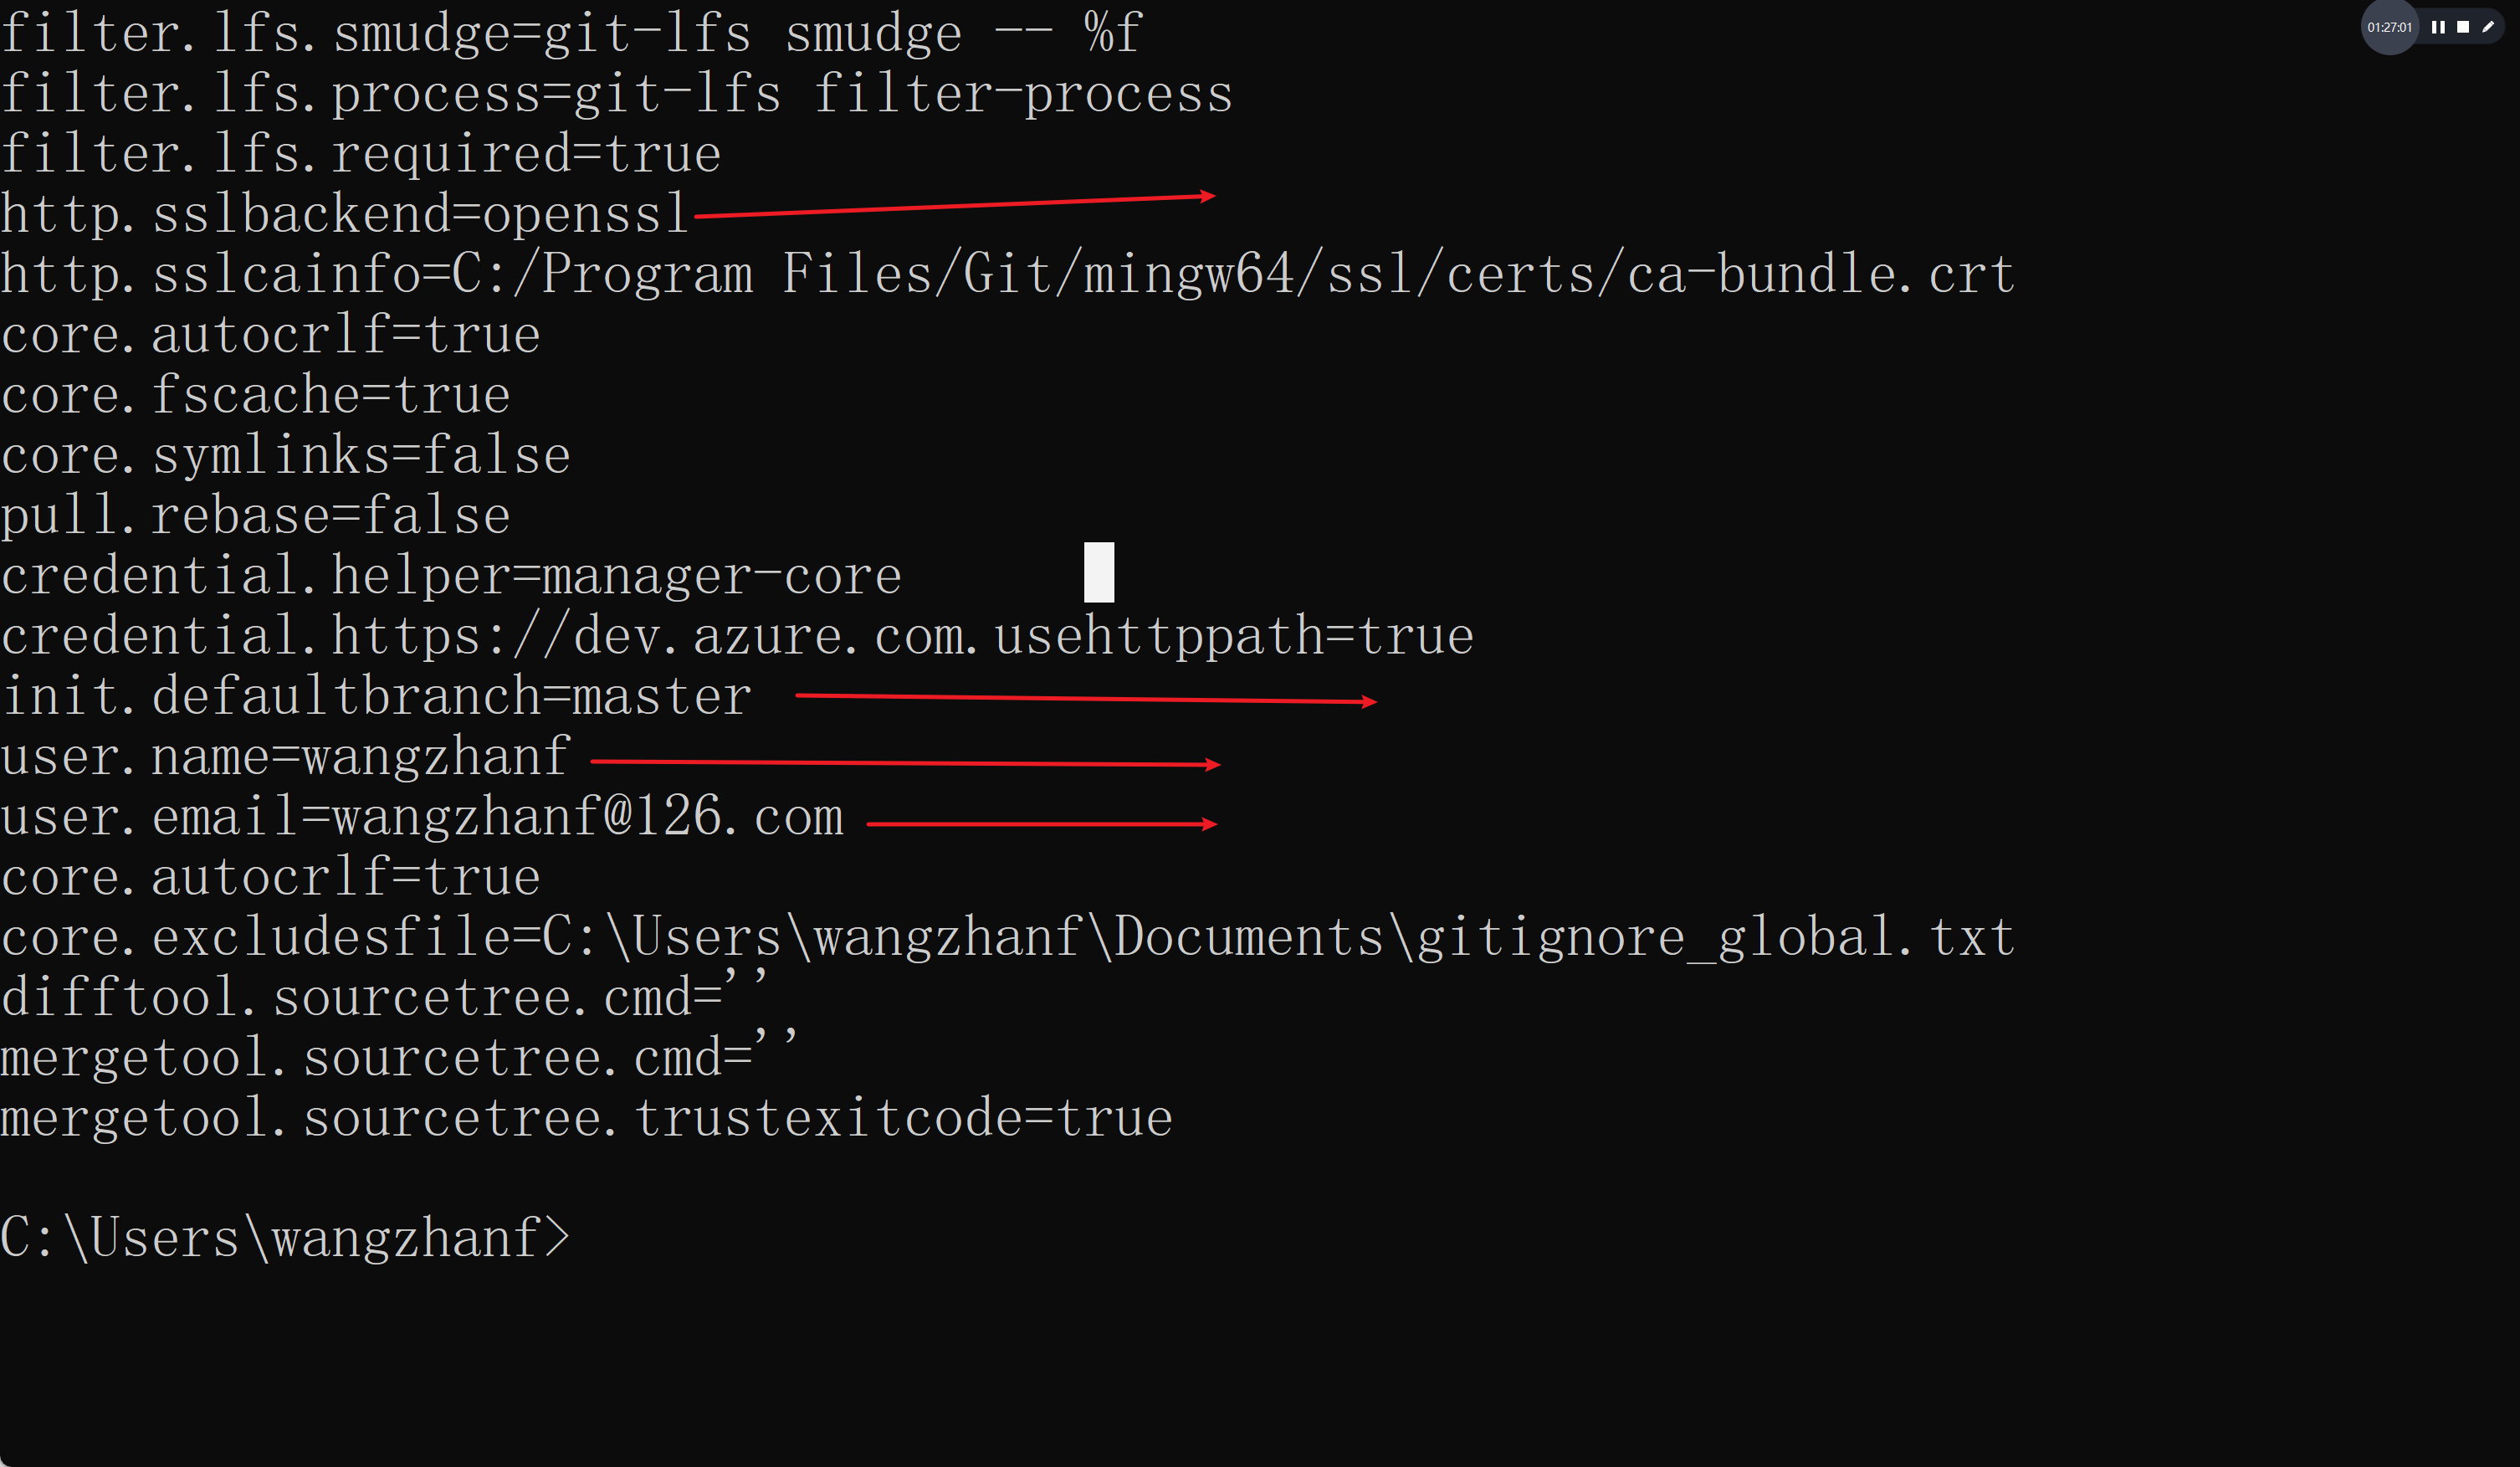 filter.lfs.smudge=git-lfs smudge -- %f
filter.lfs.process=git-lfs filter-process
filter.lfs.required=true
http.sslbackend=openssl
http.sslcainfo=C:/Program Files/Git/mingw64/ssl/certs/ca-bundle.crt
core.autocrlf=true
core.fscache=true
core.symlinks=false
pull.rebase=false
credential.helper=manager-core
credential.https://dev.azure.com.usehttppath=true
init.defaultbranch=master
user.name=wangzhanf
user.email=wangzhanf@126.com
core.autocrlf=true
core.excludesfile=C:\Users\wangzhanf\Documents\gitignore_global.txt
difftool.sourcetree.cmd=''
mergetool.sourcetree.cmd=''
mergetool.sourcetree.trustexitcode=true
C:\Users\wangzhanf>
01:27:01